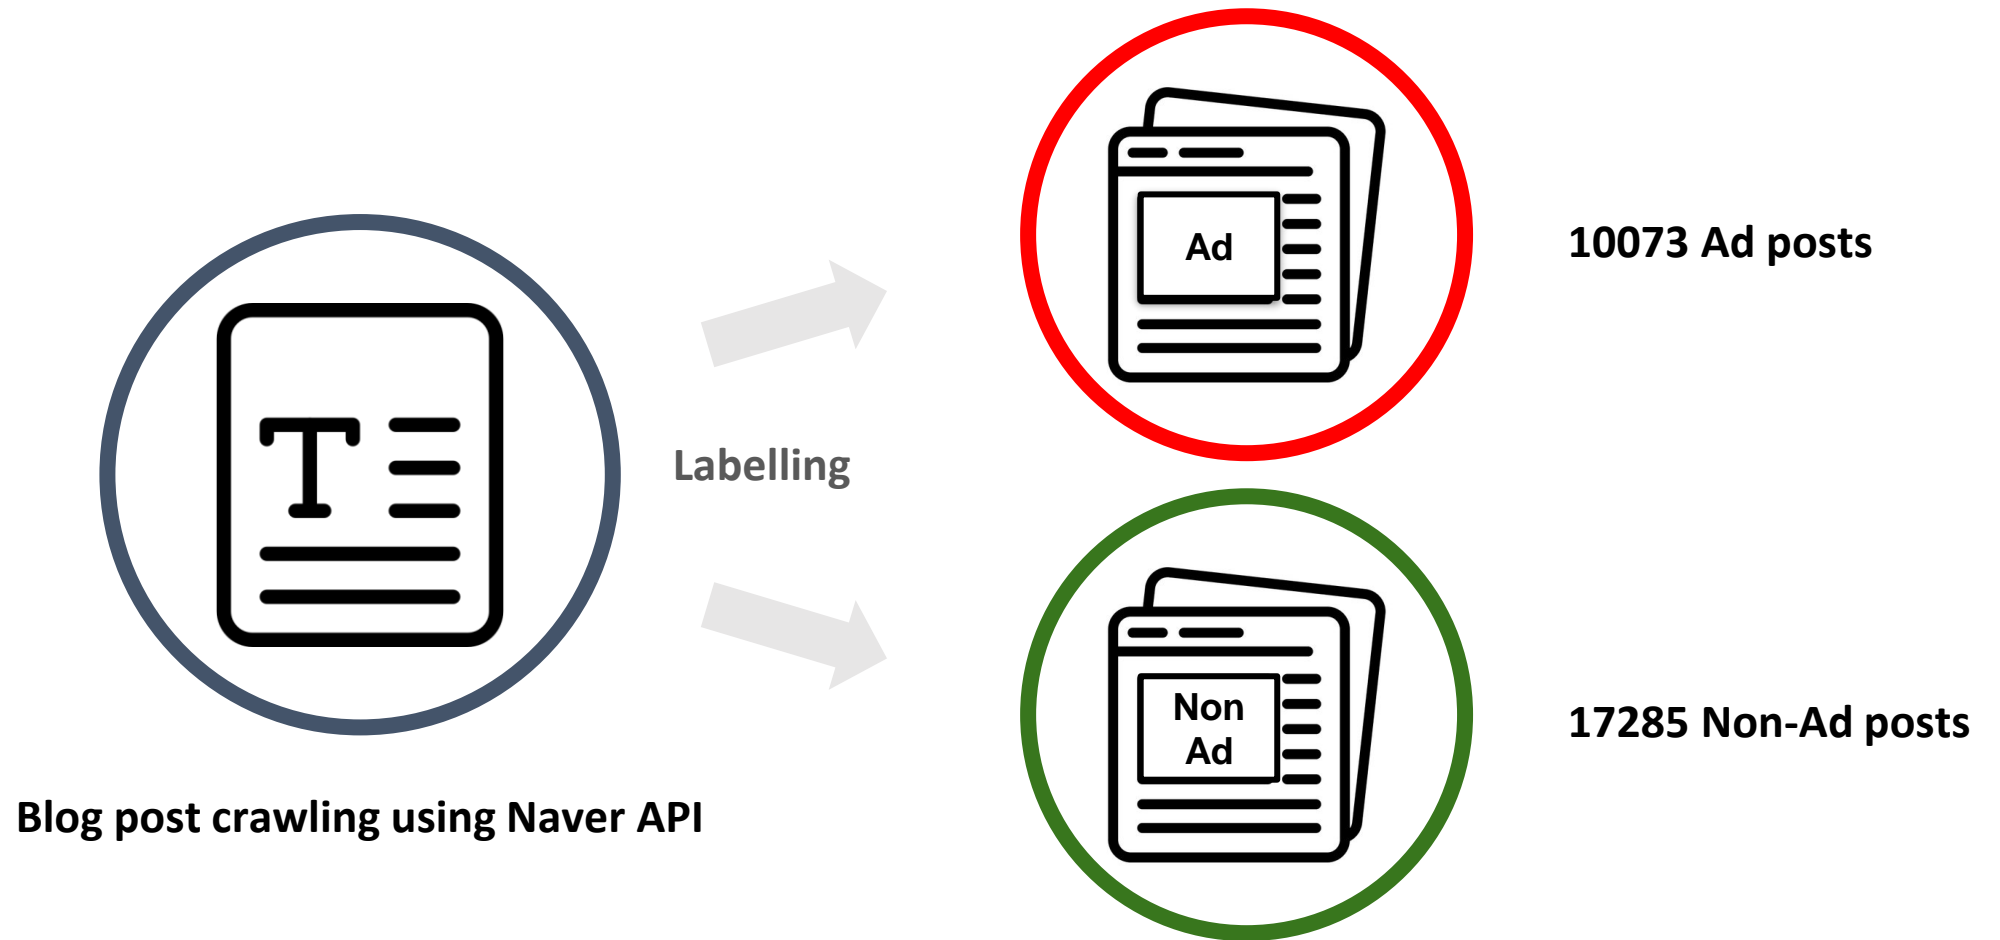 Ad
10073 Ad posts
Labelling
Non
Ad
17285 Non-Ad posts
Blog post crawling using Naver API